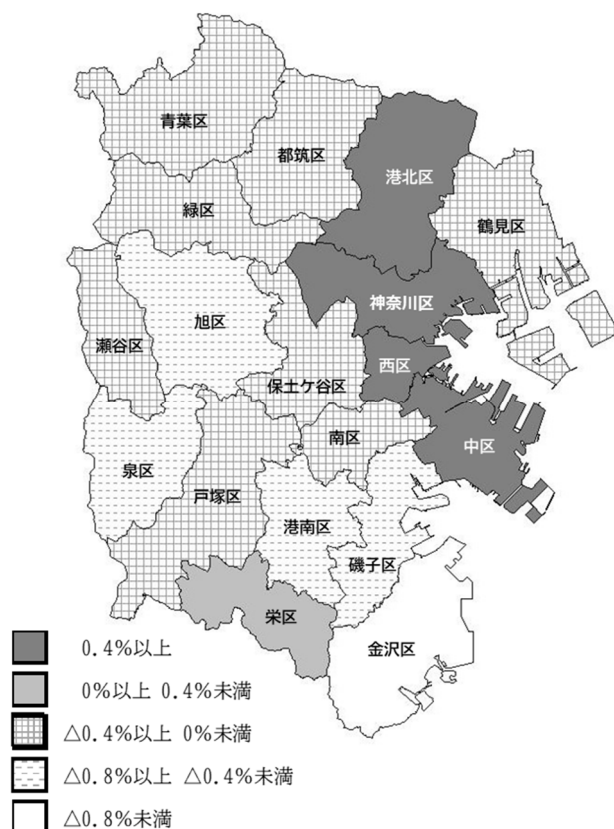 青葉区
都筑区
港北区
緑区
鶴見区
神奈川区
旭区
瀬谷区
西区
保土ケ谷区
南区
中区
泉区
戸塚区
港南区
磯子区
栄区
金沢区
0.4%以上
0%以上 0.4%未満
△0.4%以上 0%未満
△0.8%以上 △0.4%未満
△0.8%未満